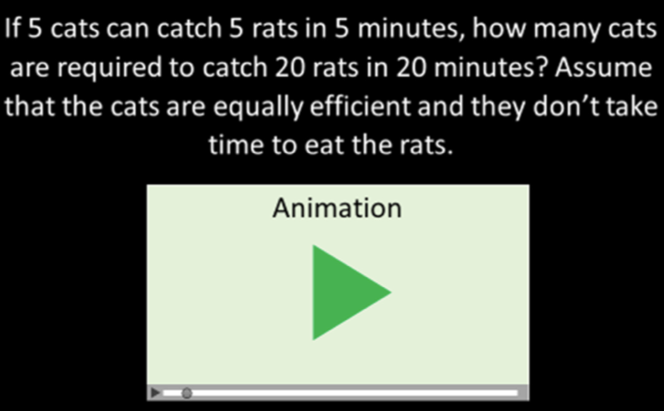 If 5 cats can catch 5 rats in 5 minutes, how many cats
are required to catch 20 rats in 20 minutes? Assume
that the cats are equally efficient and they don’t take
time to eat the rats.
Animation